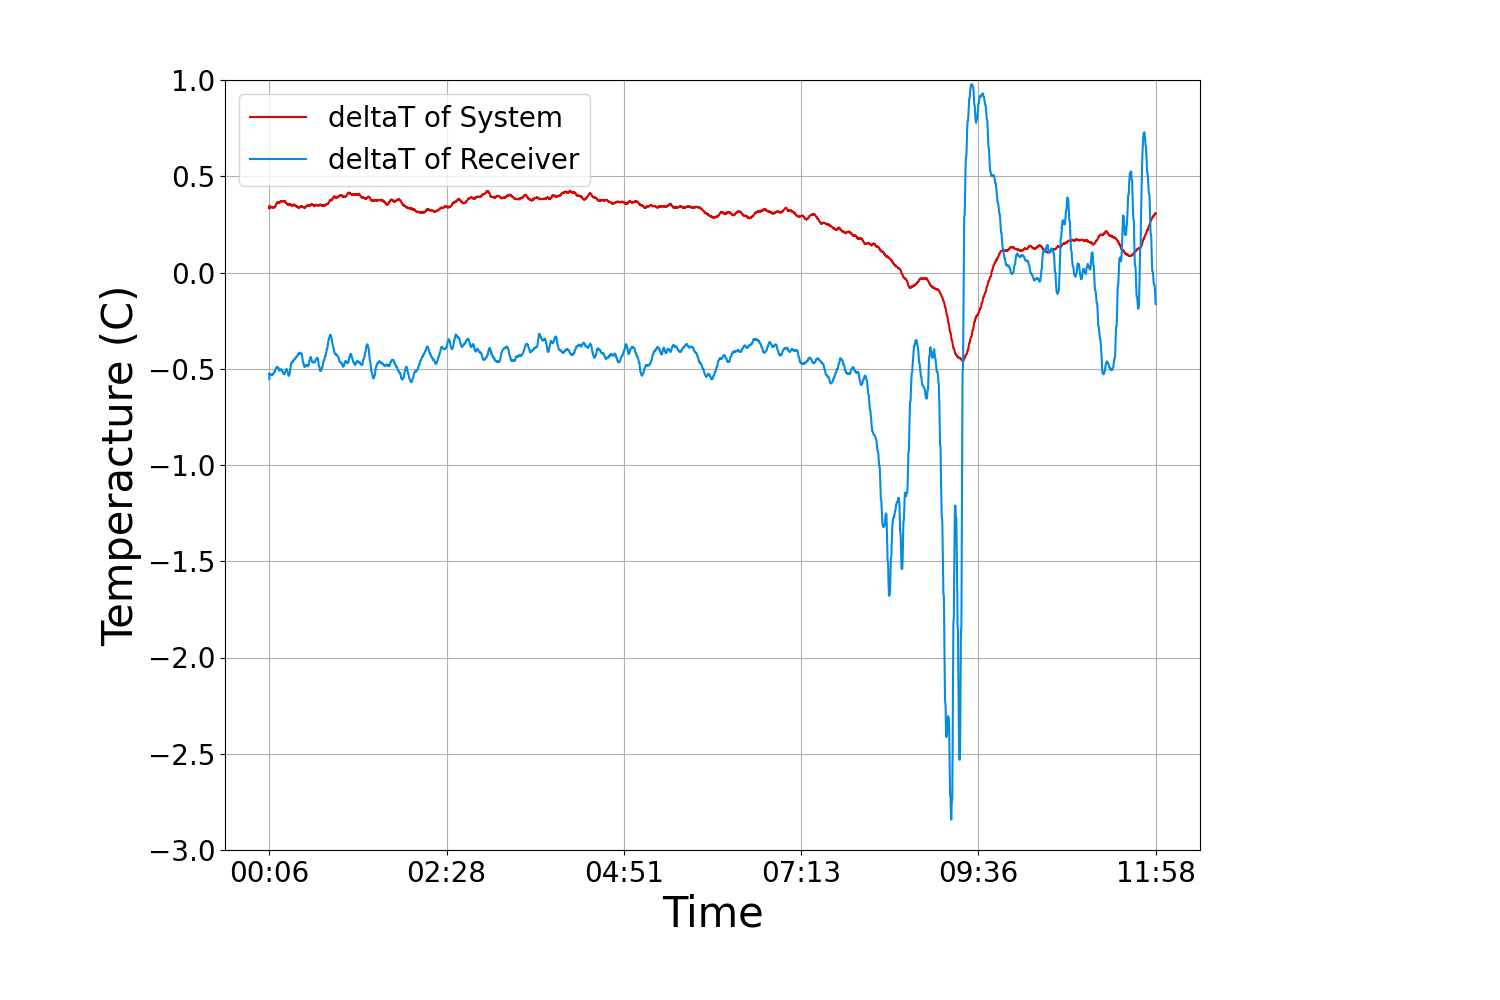 deltaT of System
deltaT of Receiver
Temperacture (C)
1.0
0.5
0.0
−0.5
−1.0
−1.5
−2.0
−2.5
−3.0
00:06 02:28 04:51 07:13 09:36 11:58
Time